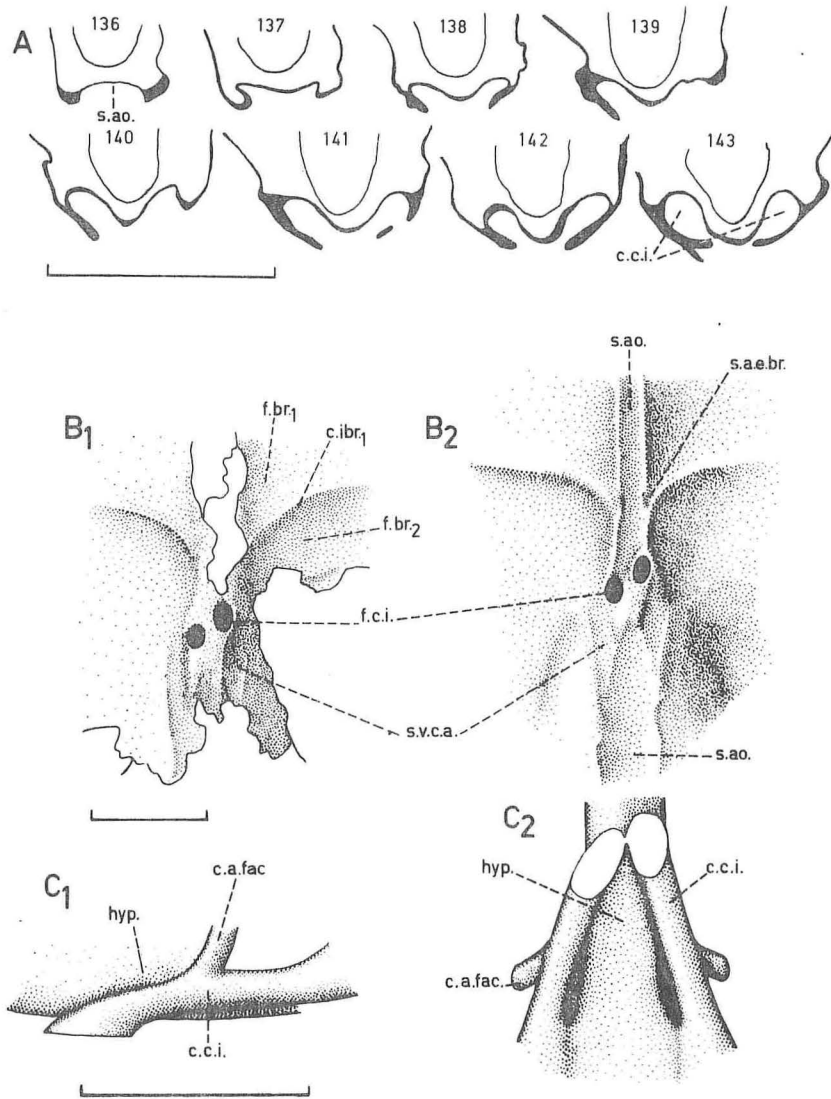 A
136
137
138
139
s.ao.
140
141
142
143
c.c.i.
s.ao.
s.a.e.br.
B1
B2
f.br.1
c.ibr.1
f.br.2
f.c.i.
s.v.c.a.
s.ao.
C1
C2
c.a.fac
hyp.
hyp.
c.c.i.
c.a.fac.
c.c.i.